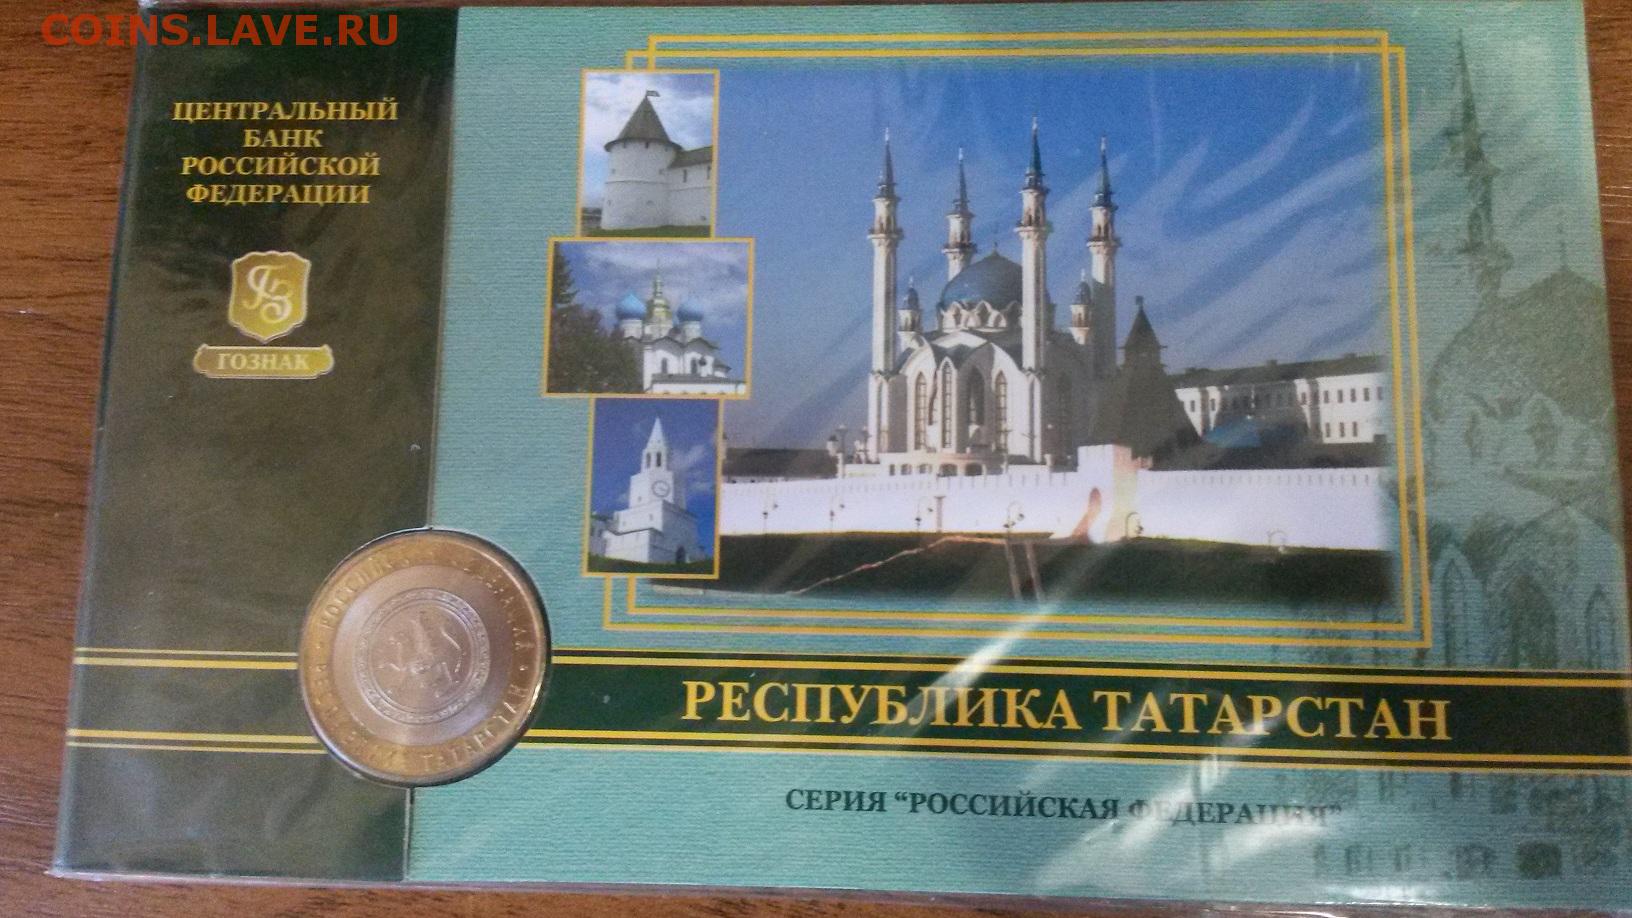 COINS.LAVE.RU
ЦЕНТРАЛЬНЫЙ
БАНК
РОССИЙСКОЙ
ФЕДЕРАЦИИ
ГОЗНАК
РЕСПУБЛИКА ТАТАРСТАН
СЕРИЯ “РОССИЙСКАЯ ФЕДЕРАЦИЯ”